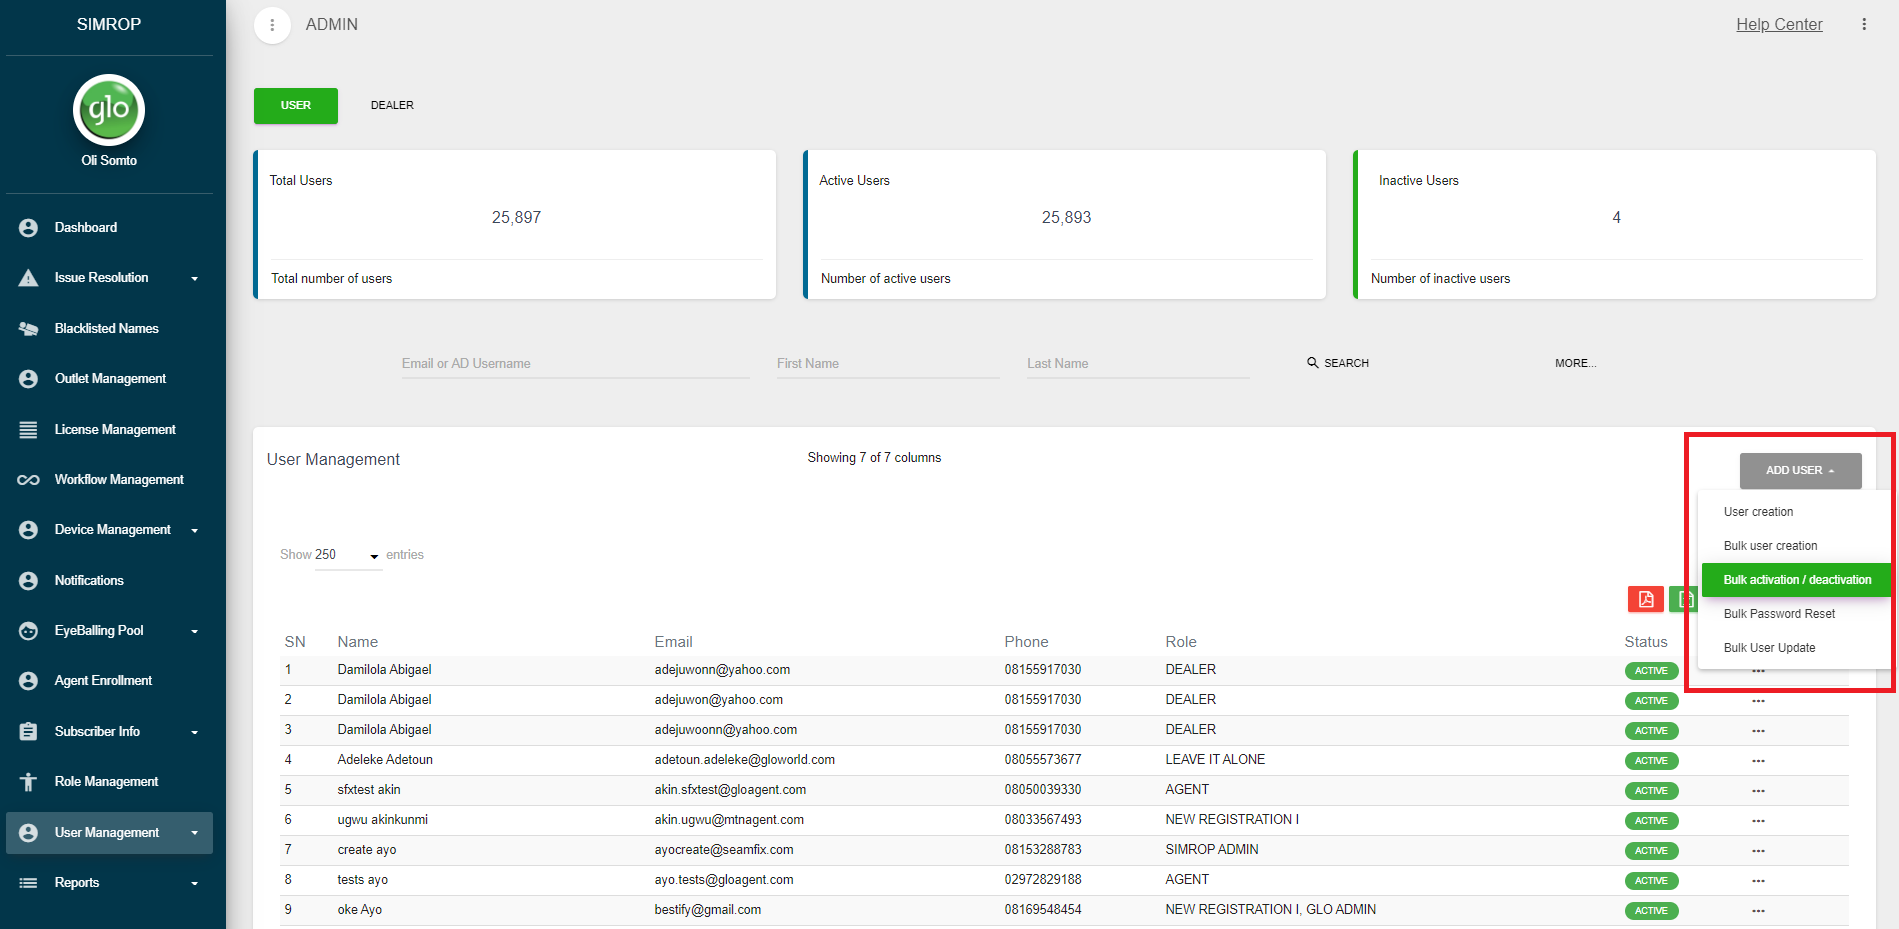 SIMROP
glo
Oli Somto
Dashboard
Issue Resolution
Blacklisted Names
Outlet Management
License Management
Workflow Management
Device Management
Notifications
EyeBalling Pool
Agent Enrollment
Subscriber Info
Role Management
User Management
Reports
ADMIN
Help Center
USER DEALER
Total Users
25,897
Total number of users
Active Users
25,893
Number of active users
Inactive Users
4
Number of inactive users
Email or AD Username First Name Last Name SEARCH MORE...
User Management Showing 7 of 7 columns
ADD USER
User creation
Bulk user creation
Bulk activation / deactivation
Bulk Password Reset
Bulk User Update
Show 250 entries
SN Name Email Phone Role Status
1 Damilola Abigael adejuwonn@yahoo.com 08155917030 DEALER ACTIVE ...
2 Damilola Abigael adejuwon@yahoo.com 08155917030 DEALER ACTIVE ...
3 Damilola Abigael adejuwoonn@yahoo.com 08155917030 DEALER ACTIVE ...
4 Adeleke Adetoun adetoun.adeleke@gloworld.com 08055573677 LEAVE IT ALONE ACTIVE ...
5 sfxtest akin akin.sfxtest@gloagent.com 08050039330 AGENT ACTIVE ...
6 ugwu akinkunmi akin.ugwu@mtnagent.com 08033567493 NEW REGISTRATION I ACTIVE ...
7 create ayo ayocreate@seamfix.com 08153288783 SIMROP ADMIN ACTIVE ...
8 tests ayo ayo.tests@gloagent.com 02972829188 AGENT ACTIVE ...
9 oke Ayo bestify@gmail.com 08169548454 NEW REGISTRATION I, GLO ADMIN ACTIVE ...